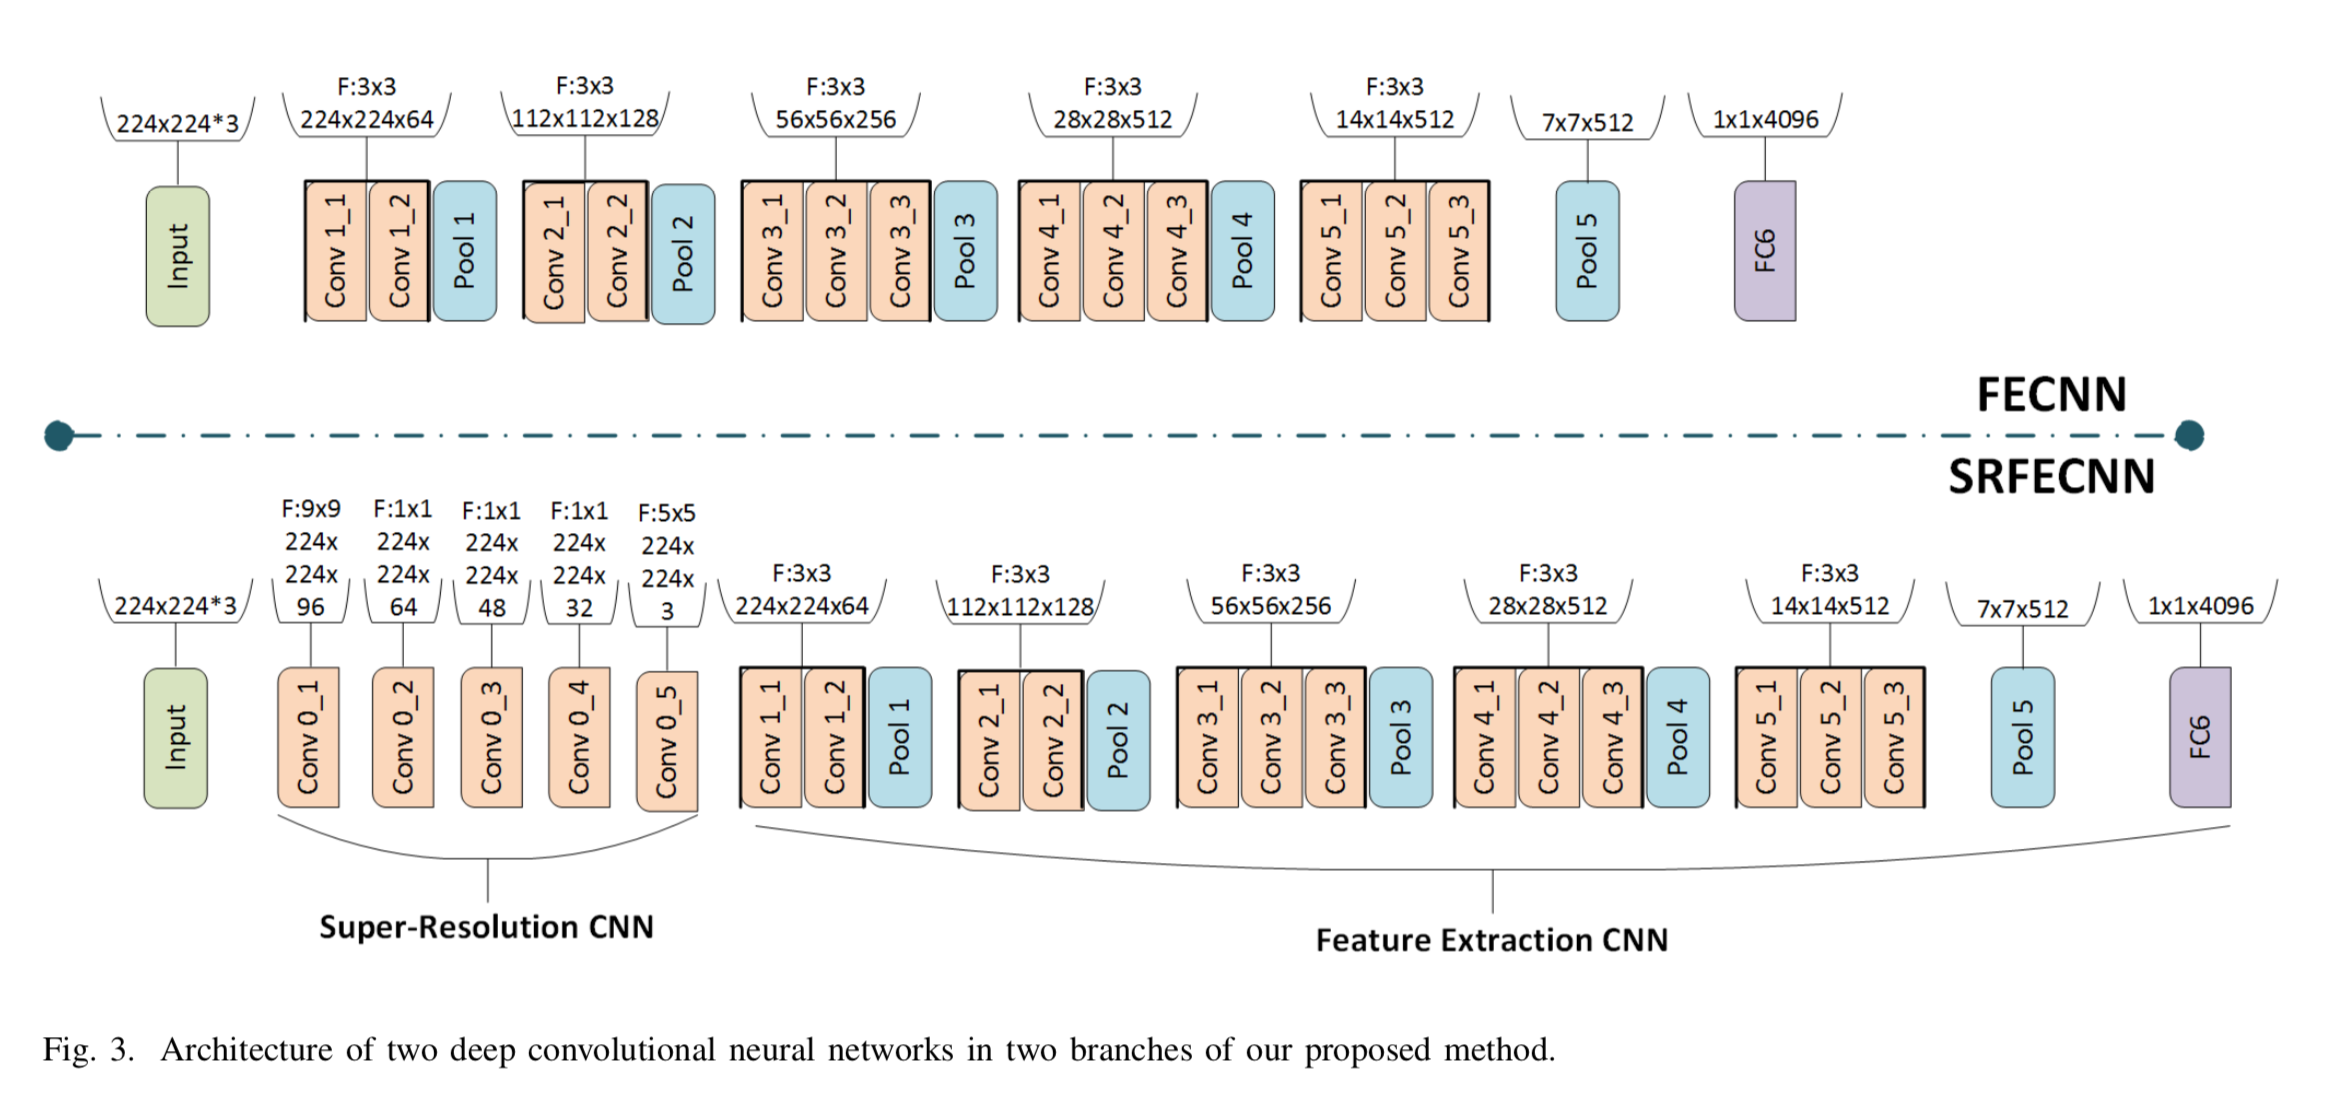 224x224*3
F:3x3
224x224x64
F:3x3
112x112x128
F:3x3
56x56x256
F:3x3
28x28x512
F:3x3
14x14x512
7x7x512
1x1x4096
Input
Conv 1_1
Conv 1_2
Pool 1
Conv 2_1
Conv 2_2
Pool 2
Conv 3_1
Conv 3_2
Conv 3_3
Pool 3
Conv 4_1
Conv 4_2
Conv 4_3
Pool 4
Conv 5_1
Conv 5_2
Conv 5_3
Pool 5
FC6
FECNN
SRFECNN
224x224*3
F:9x9
224x
224x
96
F:1x1
224x
224x
64
F:1x1
224x
224x
48
F:1x1
224x
224x
32
F:5x5
224x
224x
3
F:3x3
224x224x64
F:3x3
112x112x128
F:3x3
56x56x256
F:3x3
28x28x512
F:3x3
14x14x512
7x7x512
1x1x4096
Input
Conv 0_1
Conv 0_2
Conv 0_3
Conv 0_4
Conv 0_5
Conv 1_1
Conv 1_2
Pool 1
Conv 2_1
Conv 2_2
Pool 2
Conv 3_1
Conv 3_2
Conv 3_3
Pool 3
Conv 4_1
Conv 4_2
Conv 4_3
Pool 4
Conv 5_1
Conv 5_2
Conv 5_3
Pool 5
FC6
Super-Resolution CNN
Feature Extraction CNN
Fig. 3. Architecture of two deep convolutional neural networks in two branches of our proposed method.